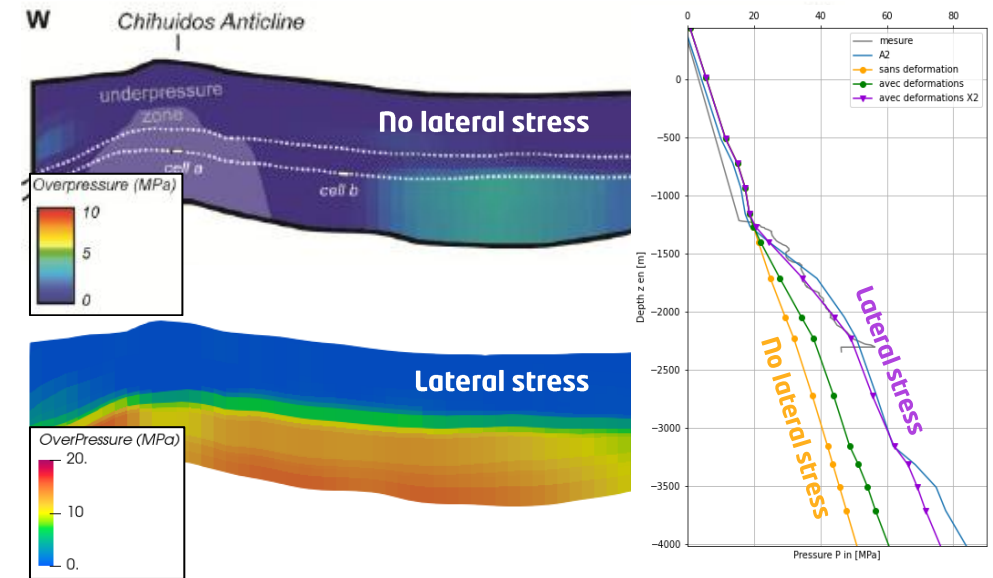 W
Chihuidos Anticline
underpressure
zone
No lateral stress
cell a
cell b
Overpressure (MPa)
10
5
0
Lateral stress
OverPressure (MPa)
20.
10
0.
0 20 40 60 80
mesure
A2
sans deformation
avec deformations
avec deformations X2
0
−500
−1000
−1500
−2000
−2500
−3000
−3500
−4000
Depth z en [m]
No lateral stress
Lateral stress
Pressure P in [MPa]